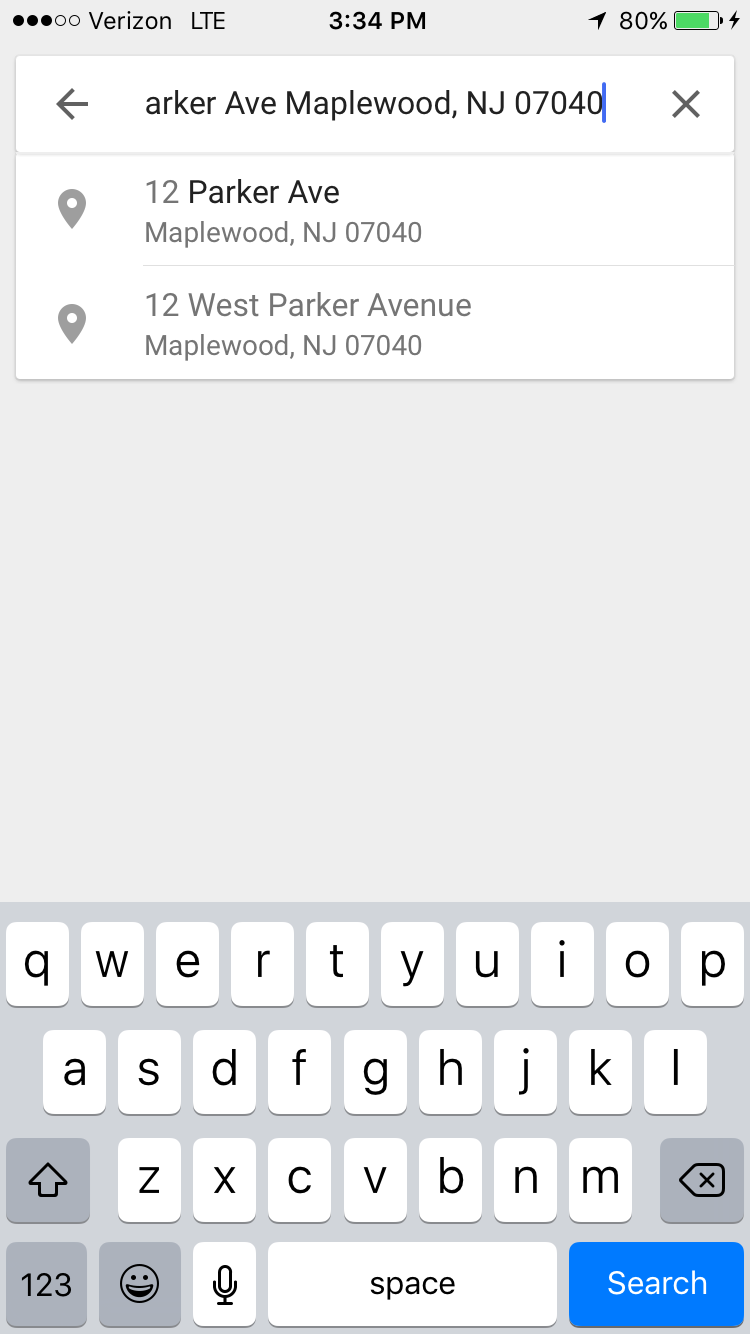 Verizon LTE 3:34 PM 80%
arker Ave Maplewood, NJ 07040
12 Parker Ave
Maplewood, NJ 07040
12 West Parker Avenue
Maplewood, NJ 07040
q w e r t y u i o p
a s d f g h j k l
z x c v b n m
123 space Search